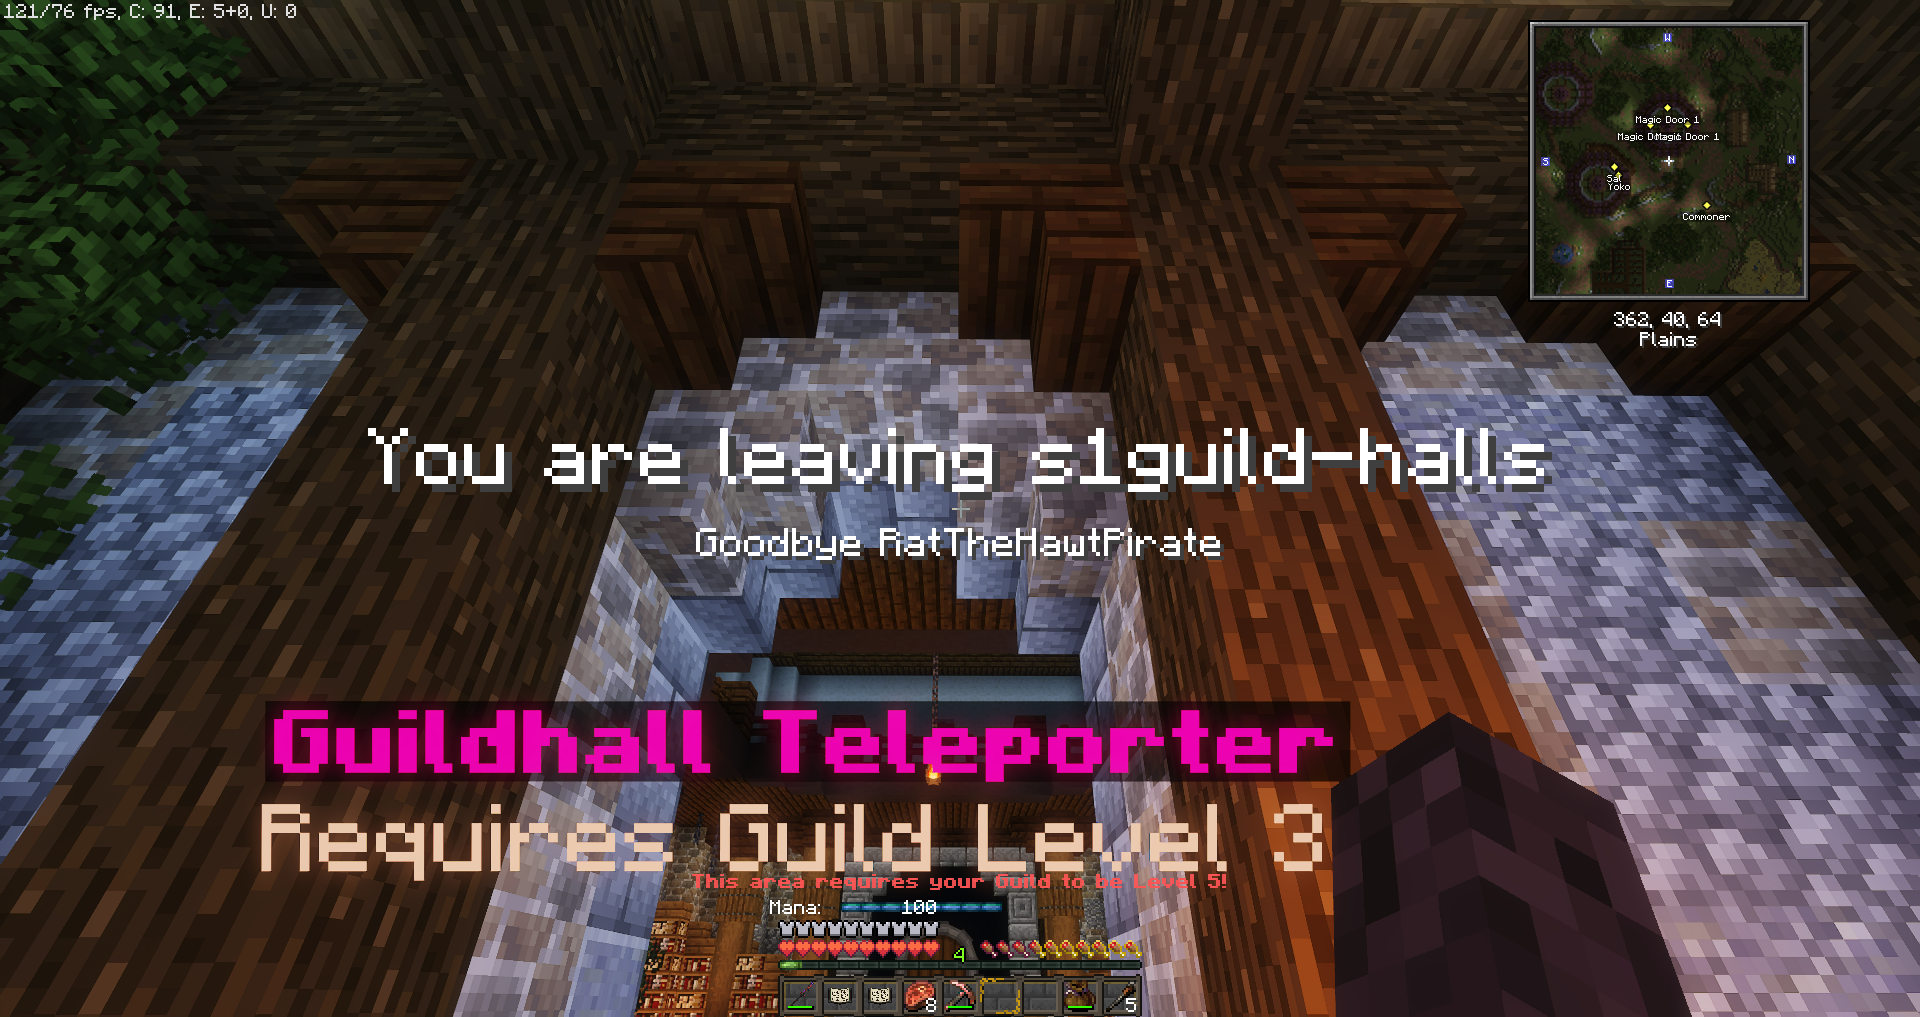 121/76 fps, C: 91, E: 5+0, U: 0
W
Magic Door 1
Magic D
Magic Door 1
S
N
Sal
Yoko
Commoner
E
362, 40, 64
Plains
You are leaving s1guild-halls
Goodbye RatTheHawtPirate
Guildhall Teleporter
Requires Guild Level 3
This area requires your Guild to be Level 5!
Mana: 100
4
8
5